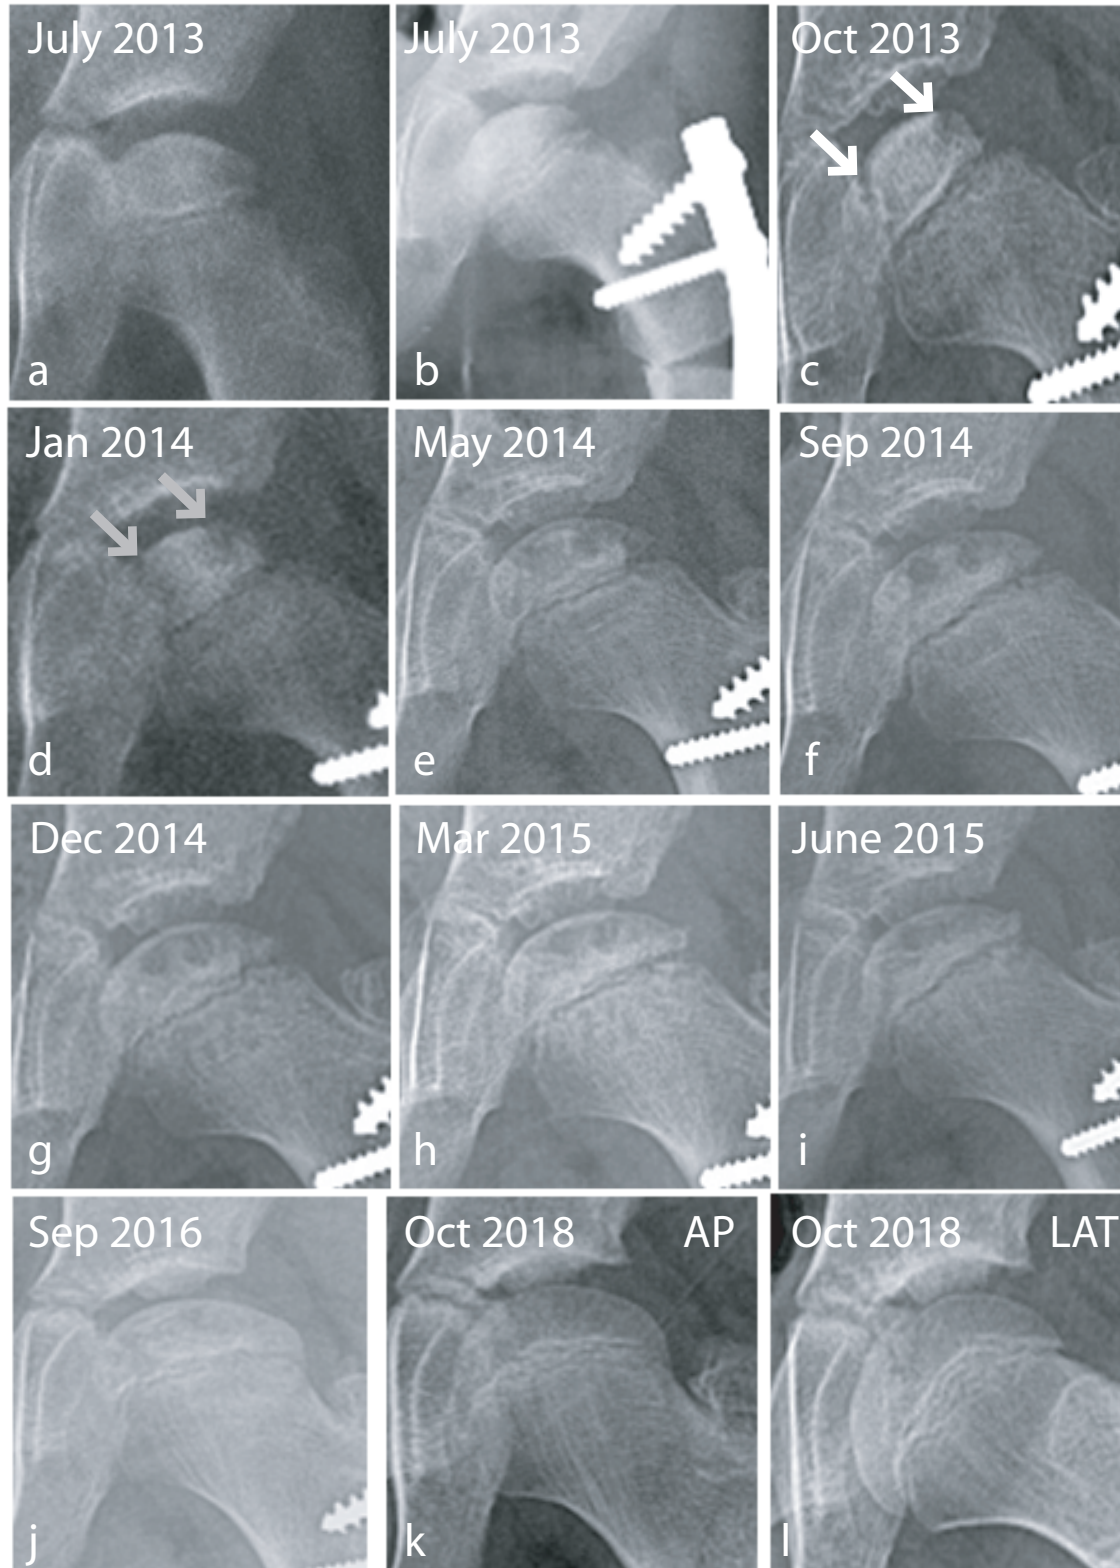 July 2013
a
July 2013
b
Oct 2013
c
Jan 2014
d
May 2014
e
Sep 2014
f
Dec 2014
g
Mar 2015
h
June 2015
i
Sep 2016
j
Oct 2018 AP
k
Oct 2018 LAT
l